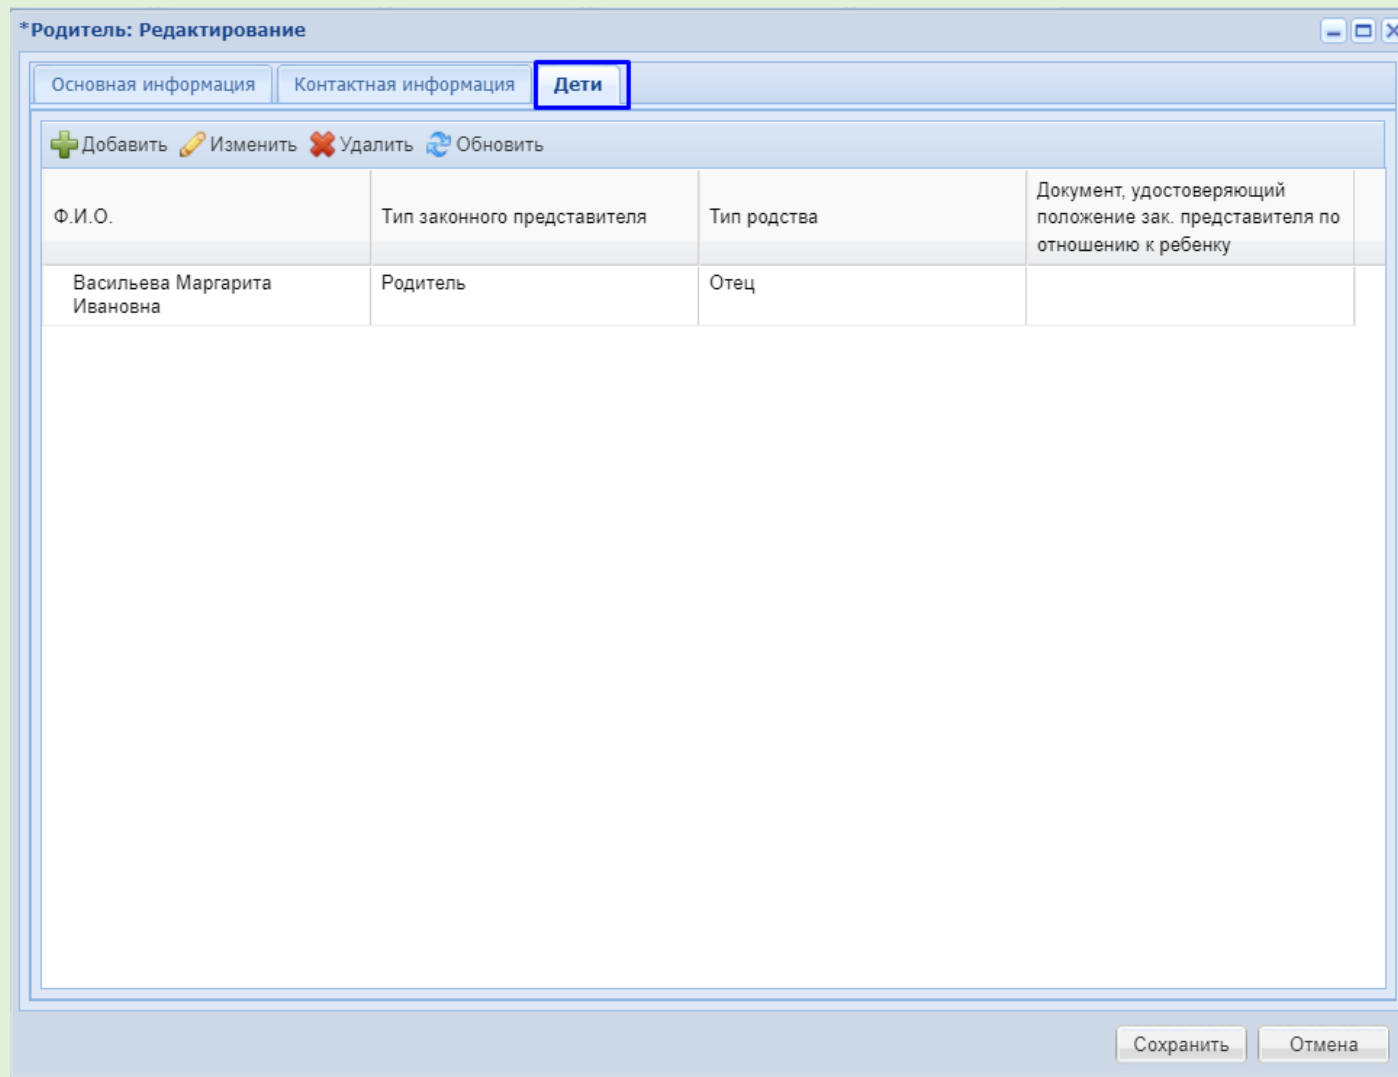 *Родитель: Редактирование
Основная информация Контактная информация Дети
Добавить Изменить Удалить Обновить
Ф.И.О. Тип законного представителя Тип родства Документ, удостоверяющий
положение зак. представителя по
отношению к ребенку
Васильева Маргарита Родитель Отец
Ивановна
Сохранить Отмена